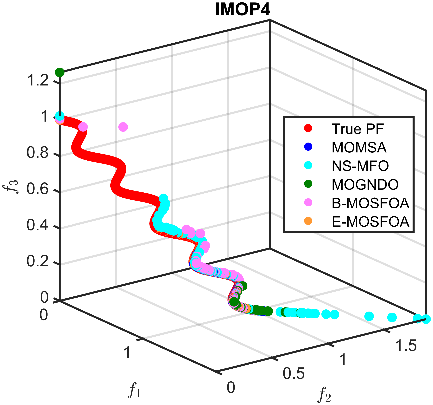 IMOP4
1.2
1
0.8
0.6
0.4
0.2
0
f3
0
1
f1
0
0.5
1
1.5
f2
True PF
MOMSA
NS-MFO
MOGNDO
B-MOSFOA
E-MOSFOA